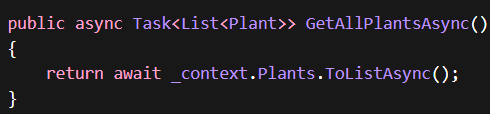 public async Task<List<Plant>> GetAllPlantsAsync()
{
    return await _context.Plants.ToListAsync();
}